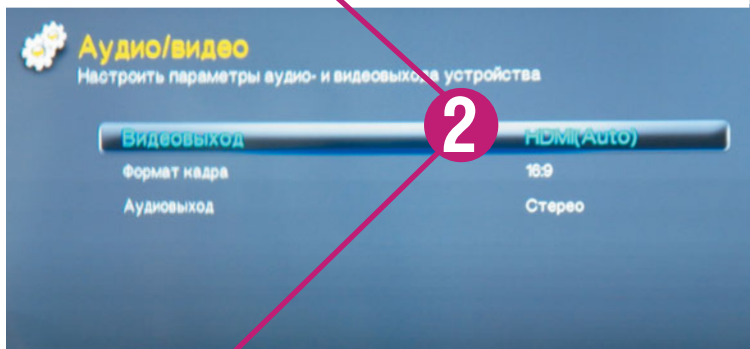 Аудио/видео
Настроить параметры аудио- и видеовыхода устройства
Видеовыход HDMI(Auto)
2
Формат кадра 16:9
Аудиовыход Стерео